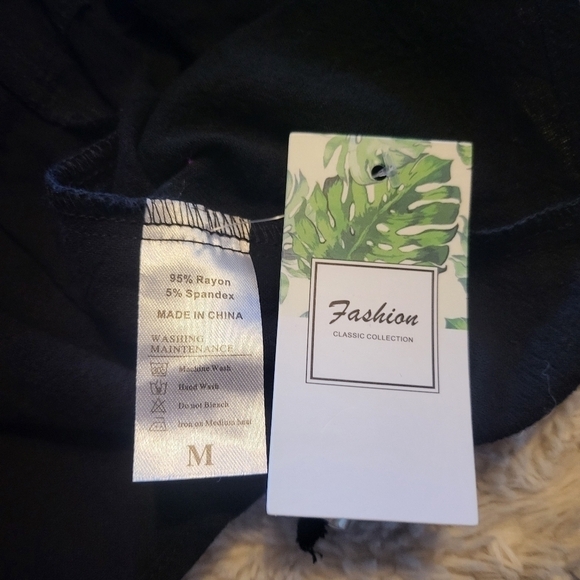 95% Rayon
5% Spandex
MADE IN CHINA
WASHING
MAINTENANCE
Machine Wash
Hand Wash
Do not Bleach
Iron on Medium heat
M
Fashion
CLASSIC COLLECTION